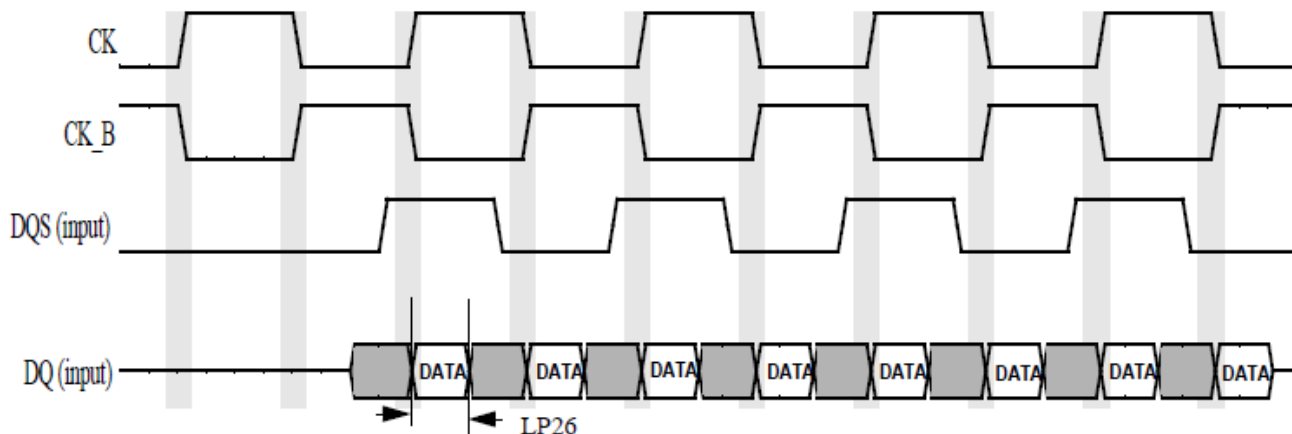 CK
CK_B
DQS (input)
DQ (input) DATA DATA DATA DATA DATA DATA DATA DATA
LP26